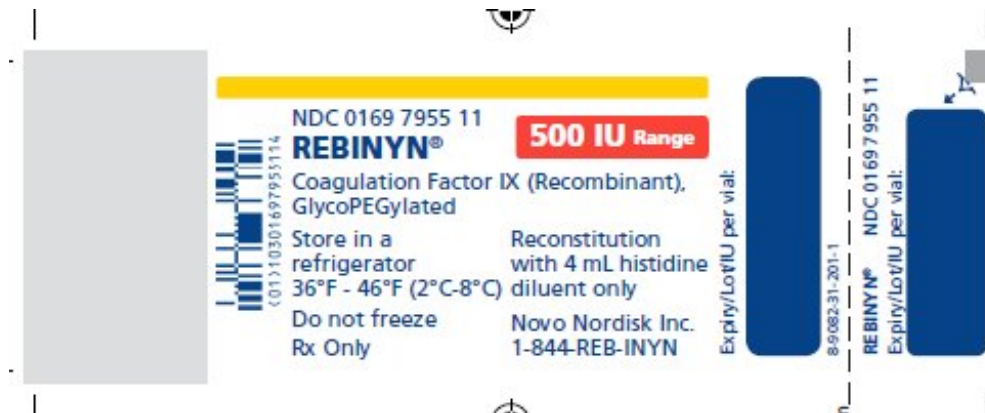 NDC 0169 7955 11
REBINYN®
500 IU Range
Coagulation Factor IX (Recombinant),
GlycoPEGylated
Store in a
refrigerator
36°F - 46°F (2°C-8°C)
Do not freeze
Rx Only
Reconstitution
with 4 mL histidine
diluent only
Novo Nordisk Inc.
1-844-REB-INYN
(01)10301697955114
Expiry/Lot/IU per vial:
8-9082-31-201-1
REBINYN® NDC 0169 7955 11
Expiry/Lot/IU per vial: